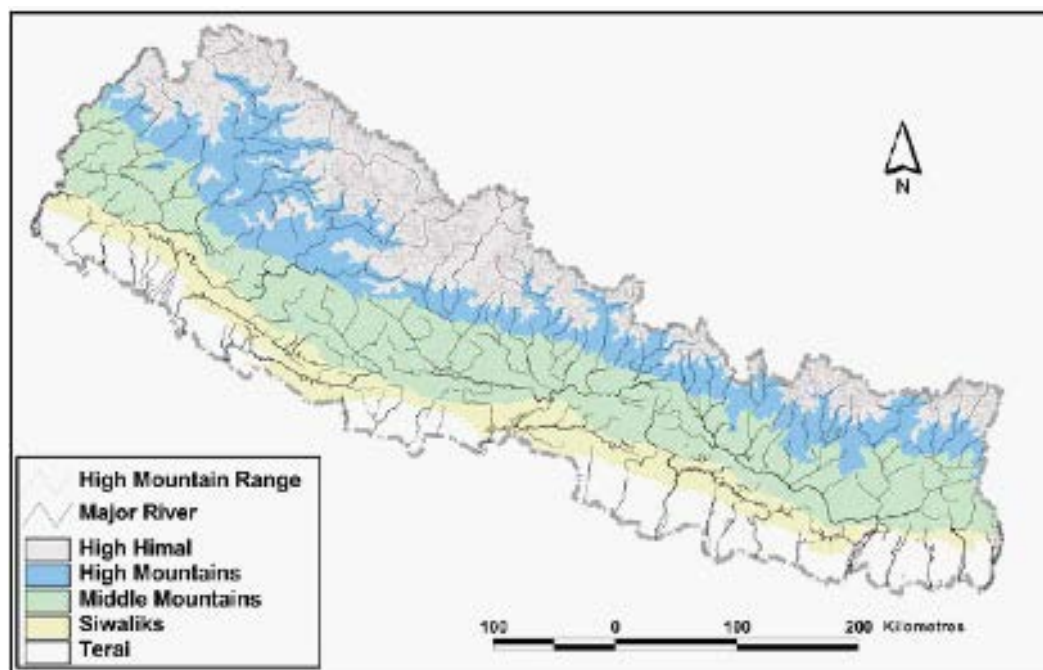 N
High Mountain Range
Major River
High Himal
High Mountains
Middle Mountains
Siwaliks
Terai
100 0 100 200 Kilometres